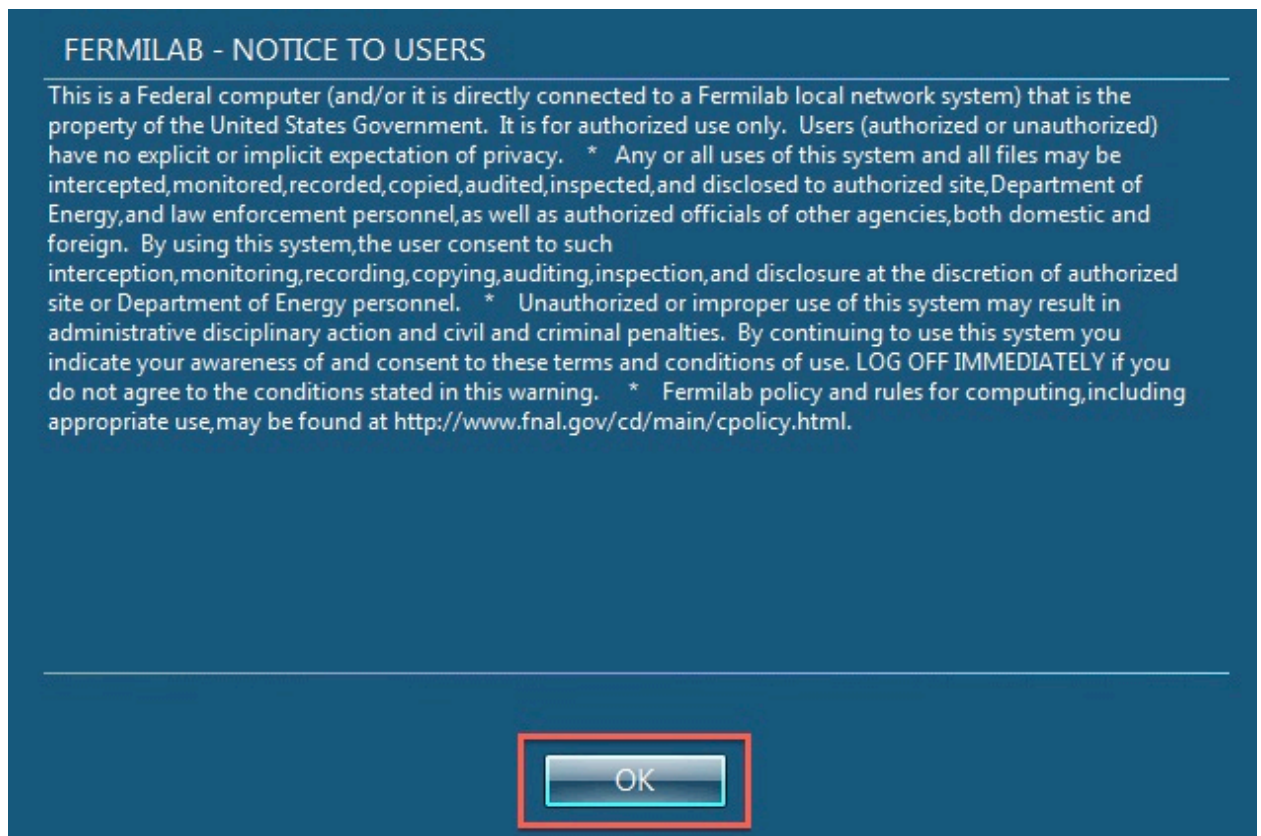 FERMILAB - NOTICE TO USERS
This is a Federal computer (and/or it is directly connected to a Fermilab local network system) that is the
property of the United States Government.  It is for authorized use only.  Users (authorized or unauthorized)
have no explicit or implicit expectation of privacy.   *   Any or all uses of this system and all files may be
intercepted,monitored,recorded,copied,audited,inspected,and disclosed to authorized site,Department of
Energy,and law enforcement personnel,as well as authorized officials of other agencies,both domestic and
foreign.  By using this system,the user consent to such
interception,monitoring,recording,copying,auditing,inspection,and disclosure at the discretion of authorized
site or Department of Energy personnel.   *   Unauthorized or improper use of this system may result in
administrative disciplinary action and civil and criminal penalties.  By continuing to use this system you
indicate your awareness of and consent to these terms and conditions of use. LOG OFF IMMEDIATELY if you
do not agree to the conditions stated in this warning.   *   Fermilab policy and rules for computing,including
appropriate use,may be found at http://www.fnal.gov/cd/main/cpolicy.html.
OK